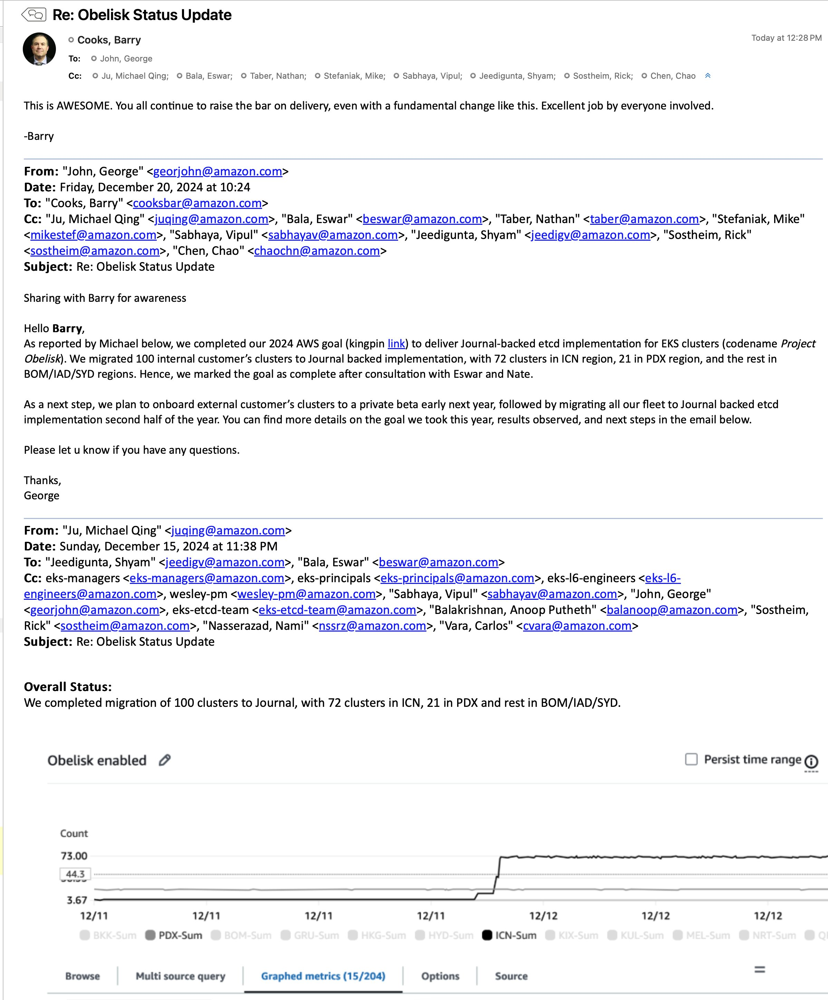 Re: Obelisk Status Update
Cooks, Barry
Today at 12:28 PM
To: John, George
Cc: Ju, Michael Qing; Bala, Eswar; Taber, Nathan; Stefaniak, Mike; Sabhaya, Vipul; Jeedigunta, Shyam; Sostheim, Rick; Chen, Chao
This is AWESOME. You all continue to raise the bar on delivery, even with a fundamental change like this. Excellent job by everyone involved.
-Barry
From: "John, George" <georjohn@amazon.com>
Date: Friday, December 20, 2024 at 10:24
To: "Cooks, Barry" <cooksbar@amazon.com>
Cc: "Ju, Michael Qing" <juqing@amazon.com>, "Bala, Eswar" <beswar@amazon.com>, "Taber, Nathan" <taber@amazon.com>, "Stefaniak, Mike"
<mikestef@amazon.com>, "Sabhaya, Vipul" <sabhayav@amazon.com>, "Jeedigunta, Shyam" <jeedigv@amazon.com>, "Sostheim, Rick"
<sostheim@amazon.com>, "Chen, Chao" <chaochn@amazon.com>
Subject: Re: Obelisk Status Update
Sharing with Barry for awareness
Hello Barry,
As reported by Michael below, we completed our 2024 AWS goal (kingpin link) to deliver Journal-backed etcd implementation for EKS clusters (codename Project
Obelisk). We migrated 100 internal customer’s clusters to Journal backed implementation, with 72 clusters in ICN region, 21 in PDX region, and the rest in
BOM/IAD/SYD regions. Hence, we marked the goal as complete after consultation with Eswar and Nate.
As a next step, we plan to onboard external customer’s clusters to a private beta early next year, followed by migrating all our fleet to Journal backed etcd
implementation second half of the year. You can find more details on the goal we took this year, results observed, and next steps in the email below.
Please let u know if you have any questions.
Thanks,
George
From: "Ju, Michael Qing" <juqing@amazon.com>
Date: Sunday, December 15, 2024 at 11:38 PM
To: "Jeedigunta, Shyam" <jeedigv@amazon.com>, "Bala, Eswar" <beswar@amazon.com>
Cc: eks-managers <eks-managers@amazon.com>, eks-principals <eks-principals@amazon.com>, eks-l6-engineers <eks-l6-
engineers@amazon.com>, wesley-pm <wesley-pm@amazon.com>, "Sabhaya, Vipul" <sabhayav@amazon.com>, "John, George"
<georjohn@amazon.com>, eks-etcd-team <eks-etcd-team@amazon.com>, "Balakrishnan, Anoop Putheth" <balanoop@amazon.com>, "Sostheim,
Rick" <sostheim@amazon.com>, "Nasserazad, Nami" <nssrz@amazon.com>, "Vara, Carlos" <cvara@amazon.com>
Subject: Re: Obelisk Status Update
Overall Status:
We completed migration of 100 clusters to Journal, with 72 clusters in ICN, 21 in PDX and rest in BOM/IAD/SYD.
Obelisk enabled
Persist time range
Count
73.00
44.3
3.67
12/11 12/11 12/11 12/11 12/12 12/12 12/12
BKK-Sum PDX-Sum BOM-Sum GRU-Sum HKG-Sum HYD-Sum ICN-Sum KIX-Sum KUL-Sum MEL-Sum NRT-Sum
Browse Multi source query Graphed metrics (15/204) Options Source